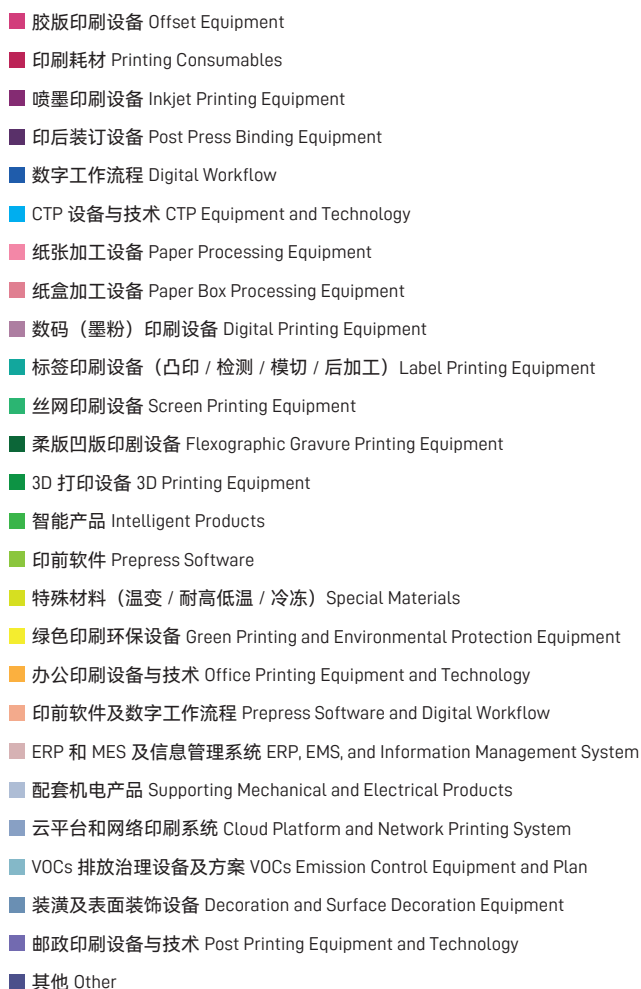 胶版印刷设备 Offset Equipment
印刷耗材 Printing Consumables
喷墨印刷设备 Inkjet Printing Equipment
印后装订设备 Post Press Binding Equipment
数字工作流程 Digital Workflow
CTP 设备与技术 CTP Equipment and Technology
纸张加工设备 Paper Processing Equipment
纸盒加工设备 Paper Box Processing Equipment
数码（墨粉）印刷设备 Digital Printing Equipment
标签印刷设备（凸印 / 检测 / 模切 / 后加工）Label Printing Equipment
丝网印刷设备 Screen Printing Equipment
柔版凹版印剧设备 Flexographic Gravure Printing Equipment
3D 打印设备 3D Printing Equipment
智能产品 Intelligent Products
印前软件 Prepress Software
特殊材料（温变 / 耐高低温 / 冷冻）Special Materials
绿色印刷环保设备 Green Printing and Environmental Protection Equipment
办公印刷设备与技术 Office Printing Equipment and Technology
印前软件及数字工作流程 Prepress Software and Digital Workflow
ERP 和 MES 及信息管理系统 ERP, EMS, and Information Management System
配套机电产品 Supporting Mechanical and Electrical Products
云平台和网络印刷系统 Cloud Platform and Network Printing System
VOCs 排放治理设备及方案 VOCs Emission Control Equipment and Plan
装潢及表面装饰设备 Decoration and Surface Decoration Equipment
邮政印刷设备与技术 Post Printing Equipment and Technology
其他 Other